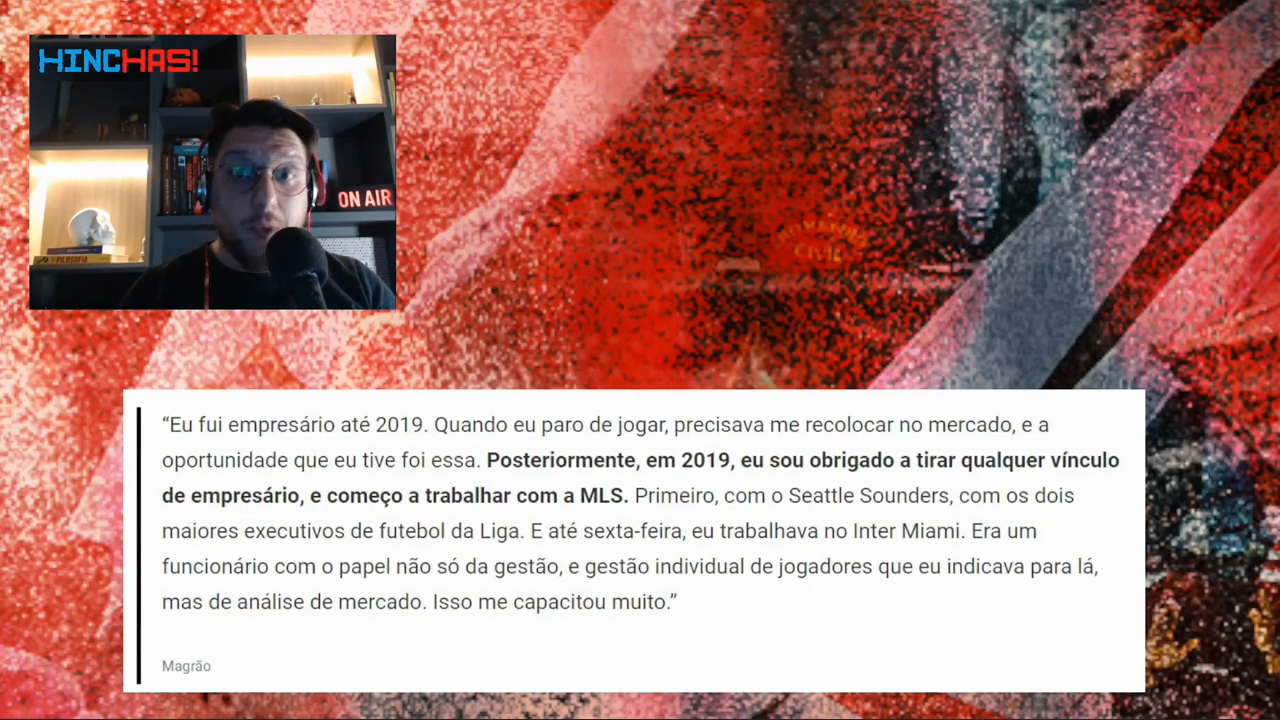 HINCHAS!
ON AIR
FILOSOFIA
“Eu fui empresário até 2019. Quando eu paro de jogar, precisava me recolocar no mercado, e a
oportunidade que eu tive foi essa. Posteriormente, em 2019, eu sou obrigado a tirar qualquer vínculo
de empresário, e começo a trabalhar com a MLS. Primeiro, com o Seattle Sounders, com os dois
maiores executivos de futebol da Liga. E até sexta-feira, eu trabalhava no Inter Miami. Era um
funcionário com o papel não só da gestão, e gestão individual de jogadores que eu indicava para lá,
mas de análise de mercado. Isso me capacitou muito.”
Magrão